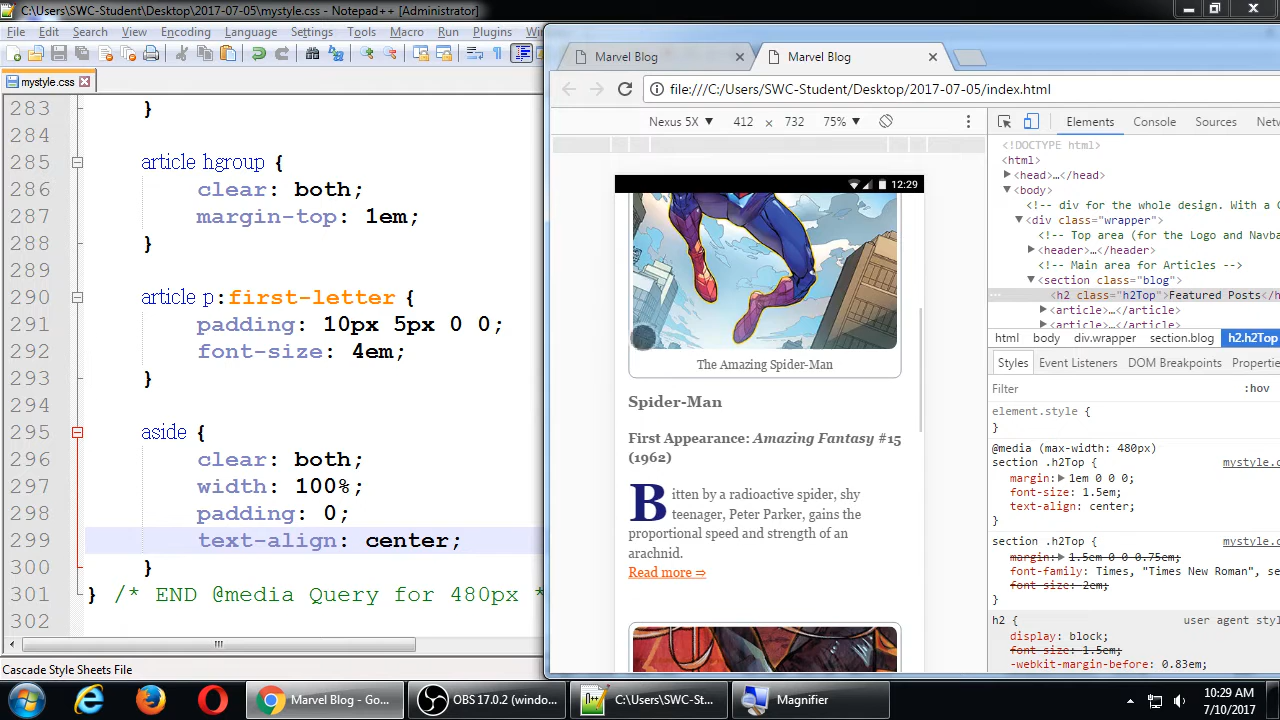 C:\Users\SWC-Student\Desktop\2017-07-05\mystyle.css - Notepad++ [Administrator]
File Edit Search View Encoding Language Settings Tools Macro Run Plugins
mystyle.css
283 }
284
285 article hgroup {
286 clear: both;
287 margin-top: 1em;
288 }
289
290 article p:first-letter {
291 padding: 10px 5px 0 0;
292 font-size: 4em;
293 }
294
295 aside {
296 clear: both;
297 width: 100%;
298 padding: 0;
299 text-align: center;
300 }
301 } /* END @media Query for 480px *
302
Cascade Style Sheets File
Marvel Blog
Marvel Blog
file:///C:/Users/SWC-Student/Desktop/2017-07-05/index.html
Nexus 5X ▼ 412 × 732 75% ▼
12:29
The Amazing Spider-Man
Spider-Man
First Appearance: Amazing Fantasy #15
(1962)
Bitten by a radioactive spider, shy
teenager, Peter Parker, gains the
proportional speed and strength of an
arachnid.
Read more ⇒
Elements Console Sources Netw
<!DOCTYPE html>
<html>
▶ <head>…</head>
▼ <body>
<!-- div for the whole design. With a C
▼ <div class="wrapper">
<!-- Top area (for the Logo and Navba
▶ <header>…</header>
<!-- Main area for Articles -->
▼ <section class="blog">
… <h2 class="h2Top">Featured Posts</h
▶ <article>…</article>
▶ <article>…</article>
html body div.wrapper section.blog h2.h2Top
Styles Event Listeners DOM Breakpoints Propertie
Filter :hov
element.style {
}
@media (max-width: 480px)
section .h2Top { mystyle.c
margin:▶ 1em 0 0 0;
font-size: 1.5em;
text-align: center;
}
section .h2Top { mystyle.c
margin:▶ 1.5em 0 0 0.75em;
font-family: Times, "Times New Roman", se
font-size: 2em;
}
h2 { user agent styl
display: block;
font-size: 1.5em;
-webkit-margin-before: 0.83em;
Marvel Blog - Go...
OBS 17.0.2 (windo...
C:\Users\SWC-St...
Magnifier
10:29 AM
7/10/2017